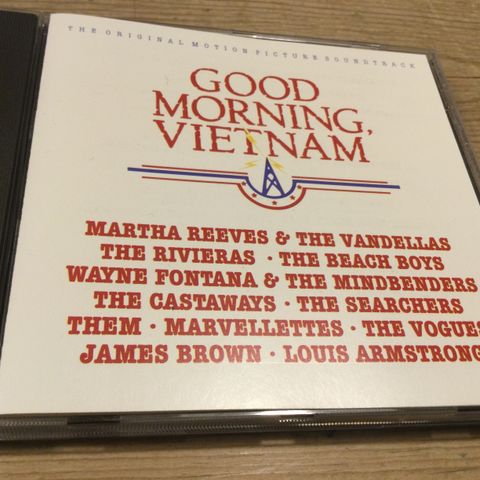 THE ORIGINAL MOTION PICTURE SOUNDTRACK
GOOD
MORNING,
VIETNAM
MARTHA REEVES & THE VANDELLAS
THE RIVIERAS · THE BEACH BOYS
WAYNE FONTANA & THE MINDBENDERS
THE CASTAWAYS · THE SEARCHERS
THEM · MARVELLETTES · THE VOGUES
JAMES BROWN · LOUIS ARMSTRONG